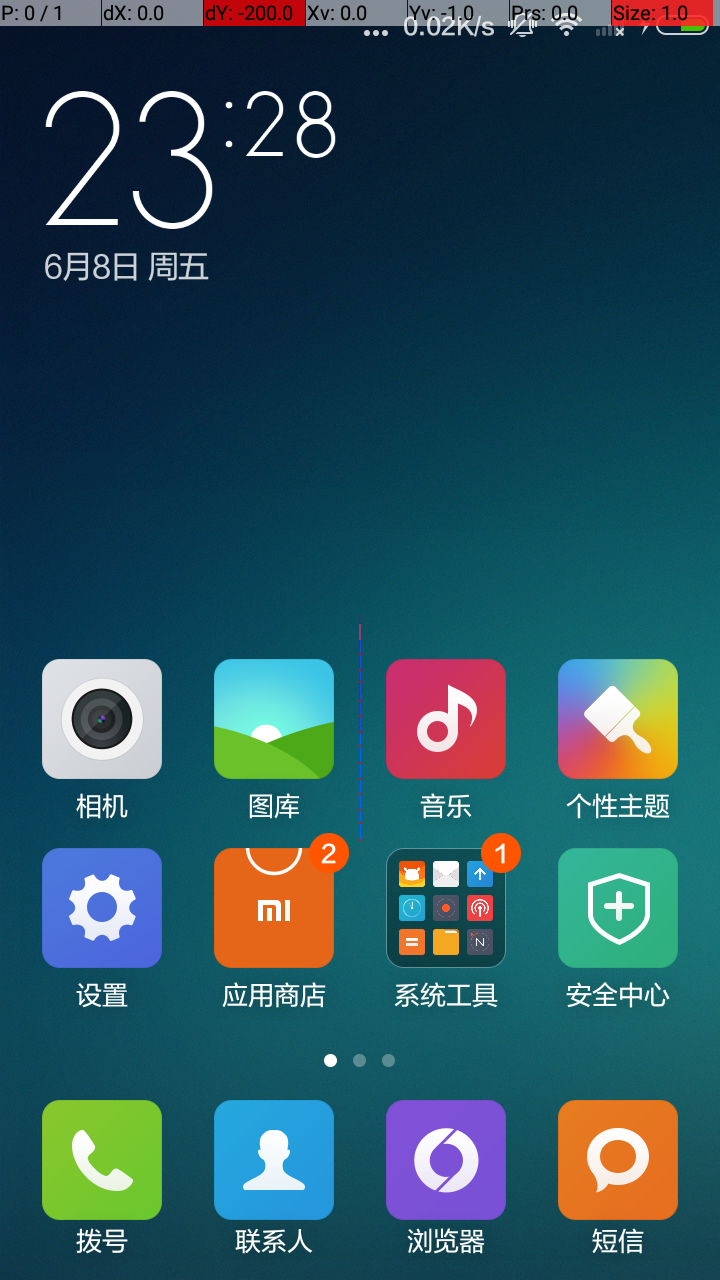 P: 0 / 1 dX: 0.0 dY: -200.0 Xv: 0.0 Yv: -1.0 Prs: 0.0 Size: 1.0
... 0.02K/s
23:28
6月8日 周五
相机 图库 音乐 个性主题
2 1
mi N
设置 应用商店 系统工具 安全中心
拨号 联系人 浏览器 短信